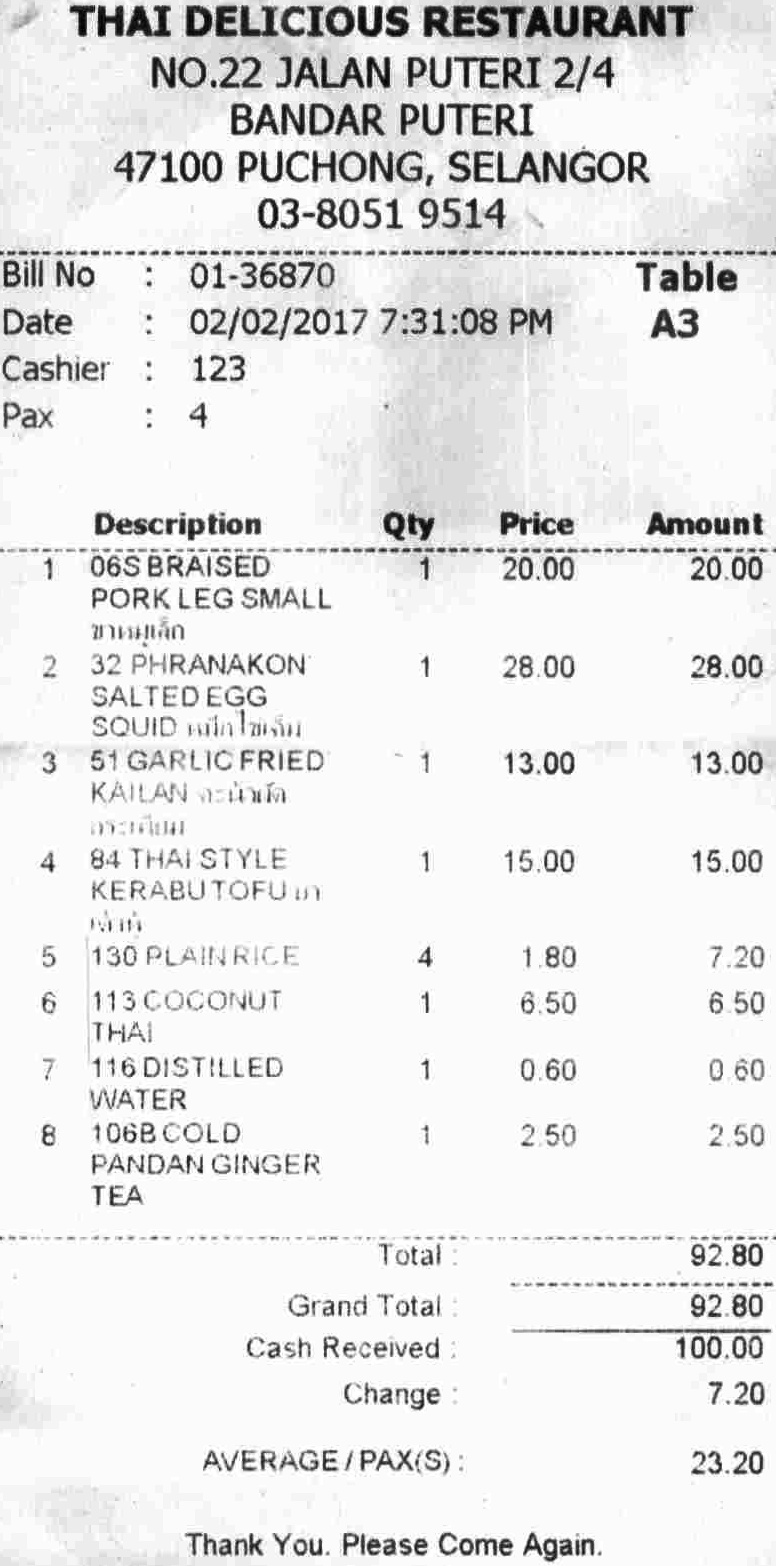 THAI DELICIOUS RESTAURANT
NO.22 JALAN PUTERI 2/4
BANDAR PUTERI
47100 PUCHONG, SELANGOR
03-8051 9514
Bill No : 01-36870 Table
Date : 02/02/2017 7:31:08 PM A3
Cashier : 123
Pax : 4
Description Qty Price Amount
1 06S BRAISED 1 20.00 20.00
PORK LEG SMALL
ขาหมูเล็ก
2 32 PHRANAKON 1 28.00 28.00
SALTED EGG
SQUID หมึกไข่เค็ม
3 51 GARLIC FRIED 1 13.00 13.00
KAILAN คะน้าผัด
กระเทียม
4 84 THAI STYLE 1 15.00 15.00
KERABU TOFU ยำ
เต้าหู้
5 130 PLAIN RICE 4 1.80 7.20
6 113 COCONUT 1 6.50 6.50
THAI
7 116 DISTILLED 1 0.60 0.60
WATER
8 106B COLD 1 2.50 2.50
PANDAN GINGER
TEA
Total : 92.80
Grand Total : 92.80
Cash Received : 100.00
Change : 7.20
AVERAGE / PAX(S) : 23.20
Thank You. Please Come Again.